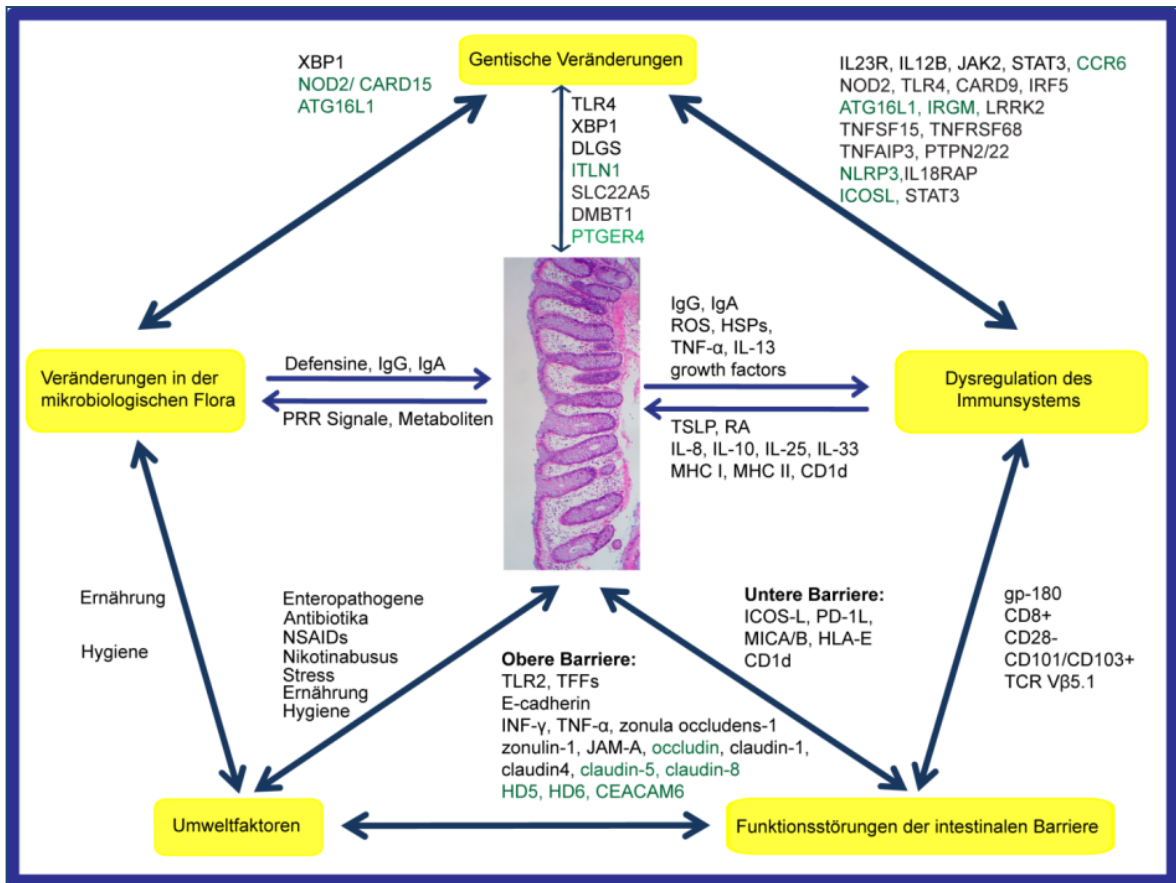 Gentische Veränderungen
XBP1
NOD2/ CARD15
ATG16L1
TLR4
XBP1
DLGS
ITLN1
SLC22A5
DMBT1
PTGER4
IL23R, IL12B, JAK2, STAT3, CCR6
NOD2, TLR4, CARD9, IRF5
ATG16L1, IRGM, LRRK2
TNFSF15, TNFRSF68
TNFAIP3, PTPN2/22
NLRP3,IL18RAP
ICOSL, STAT3
Veränderungen in der
mikrobiologischen Flora
Defensine, IgG, IgA
PRR Signale, Metaboliten
IgG, IgA
ROS, HSPs,
TNF-α, IL-13
growth factors
TSLP, RA
IL-8, IL-10, IL-25, IL-33
MHC I, MHC II, CD1d
Dysregulation des
Immunsystems
Ernährung
Hygiene
Enteropathogene
Antibiotika
NSAIDs
Nikotinabusus
Stress
Ernährung
Hygiene
Obere Barriere:
TLR2, TFFs
E-cadherin
INF-γ, TNF-α, zonula occludens-1
zonulin-1, JAM-A, occludin, claudin-1,
claudin4, claudin-5, claudin-8
HD5, HD6, CEACAM6
Untere Barriere:
ICOS-L, PD-1L,
MICA/B, HLA-E
CD1d
gp-180
CD8+
CD28-
CD101/CD103+
TCR Vβ5.1
Umweltfaktoren
Funktionsstörungen der intestinalen Barriere